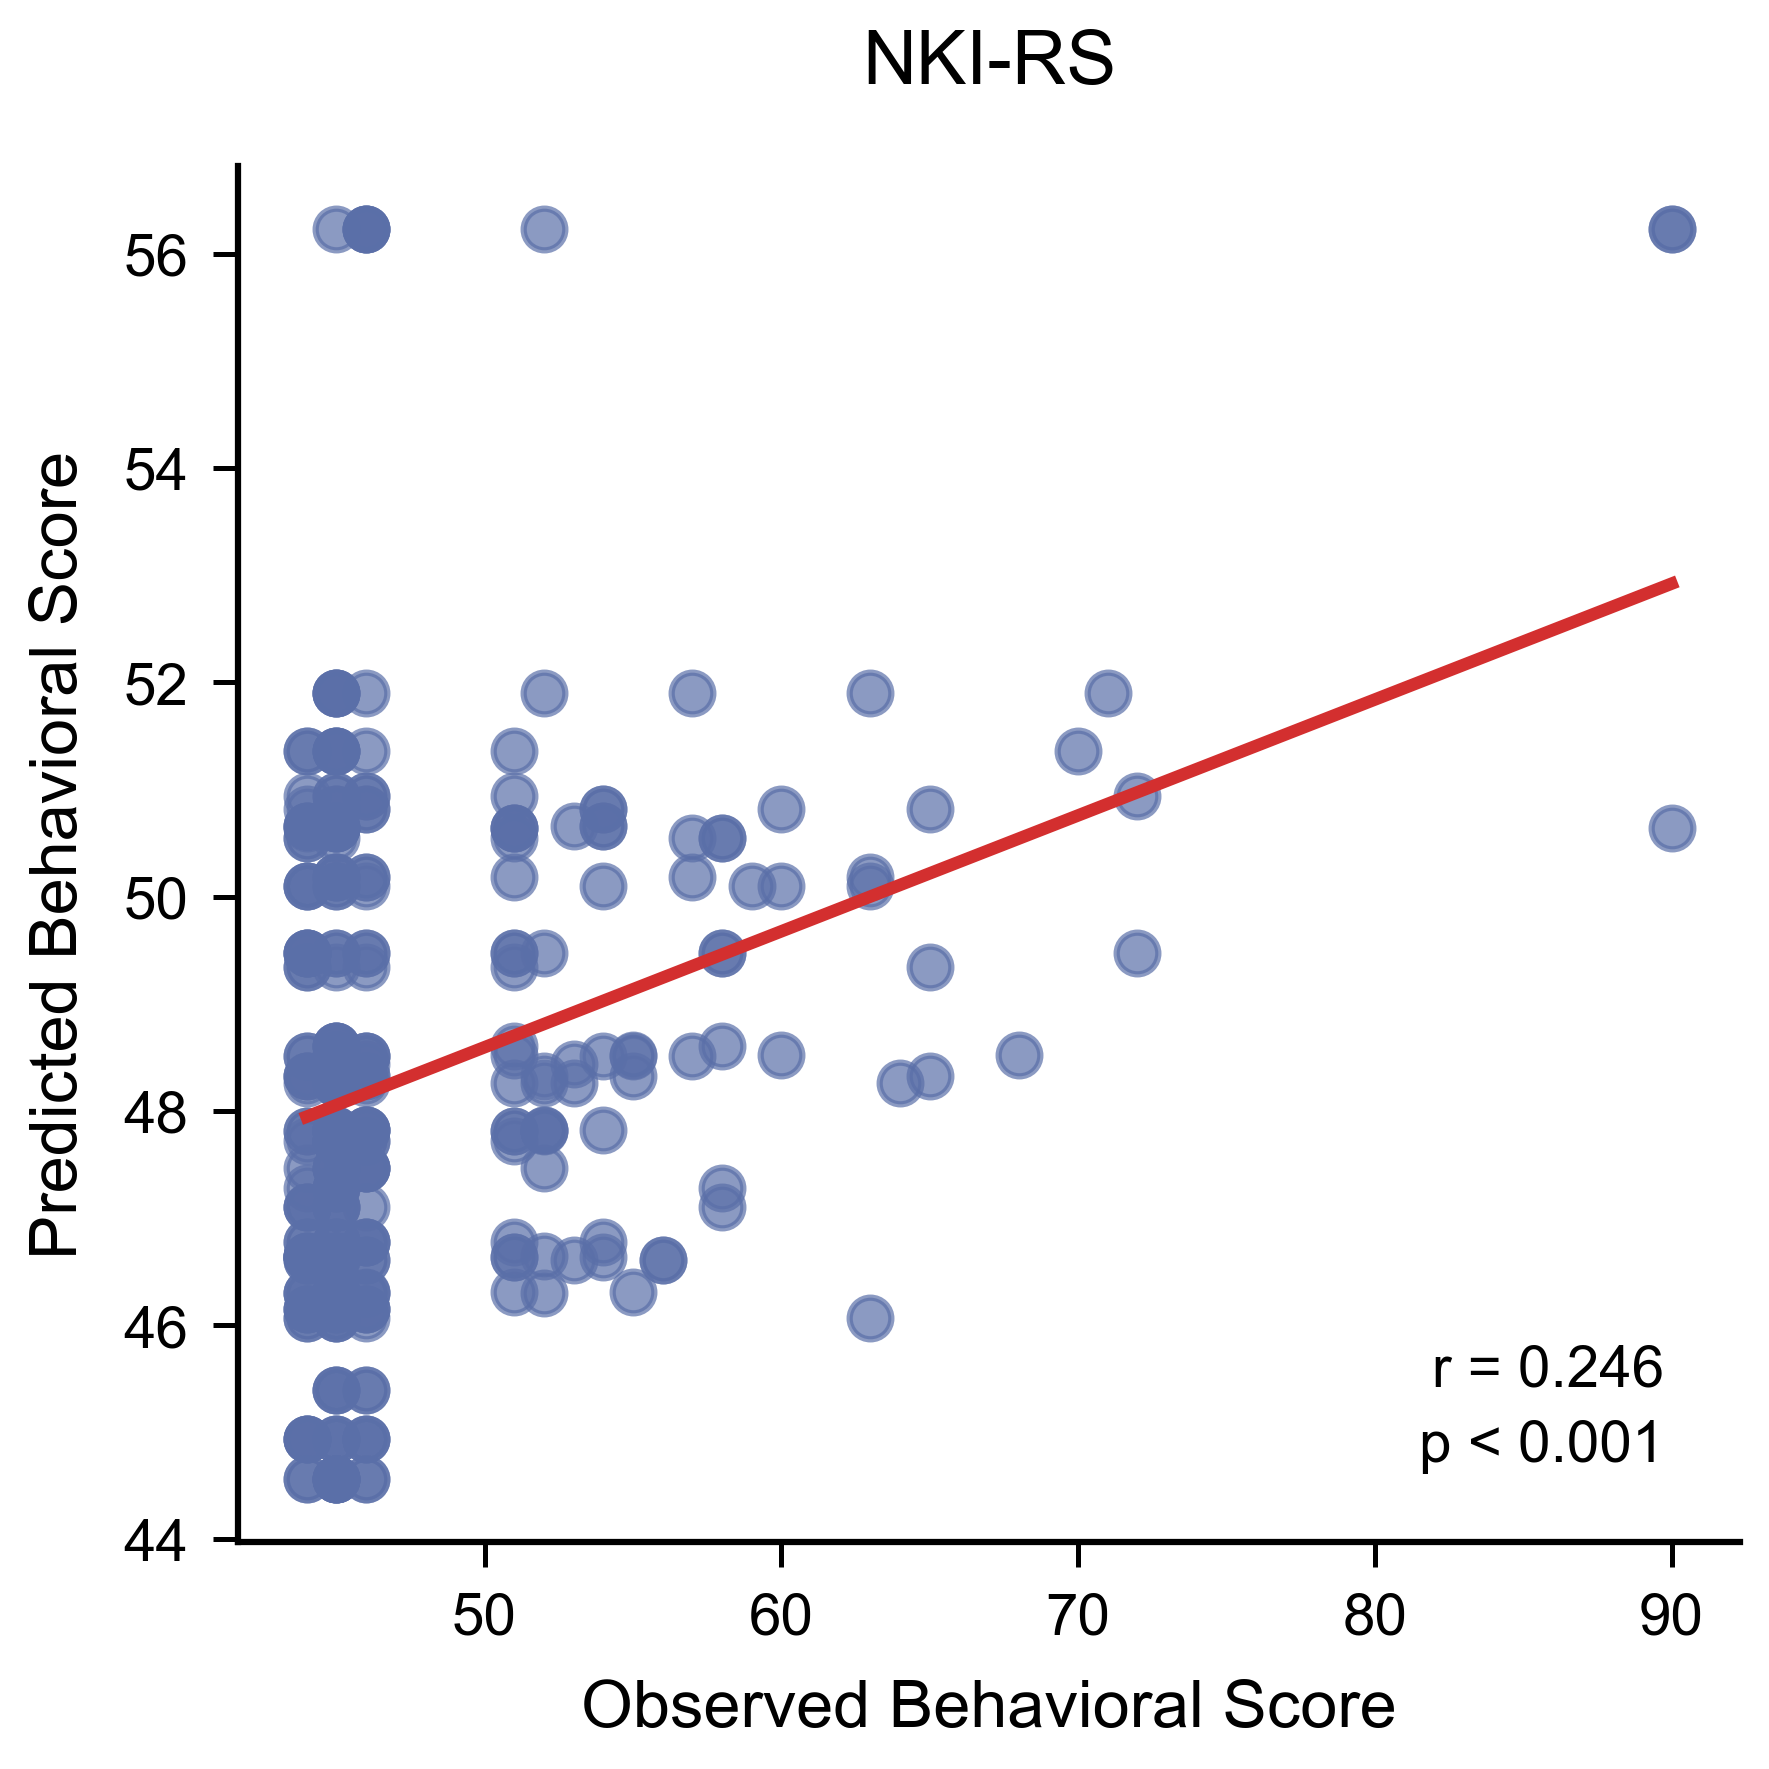 NKI-RS
Predicted Behavioral Score
56
54
52
50
48
46
44
r = 0.246
p < 0.001
50 60 70 80 90
Observed Behavioral Score